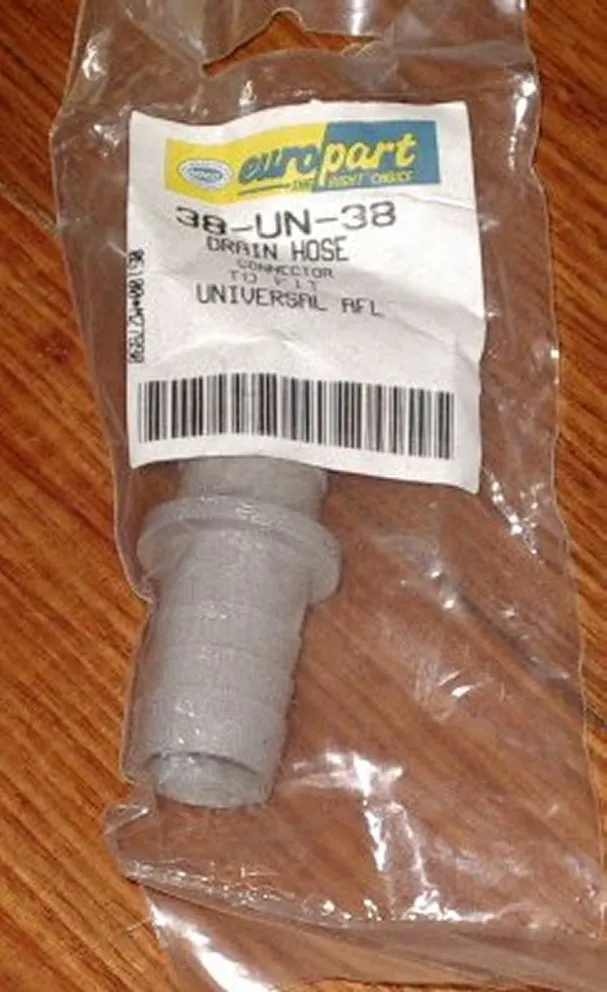 europart
THE RIGHT CHOICE
38-UN-38
DRAIN HOSE
CONNECTOR
TO FIT
UNIVERSAL AFL